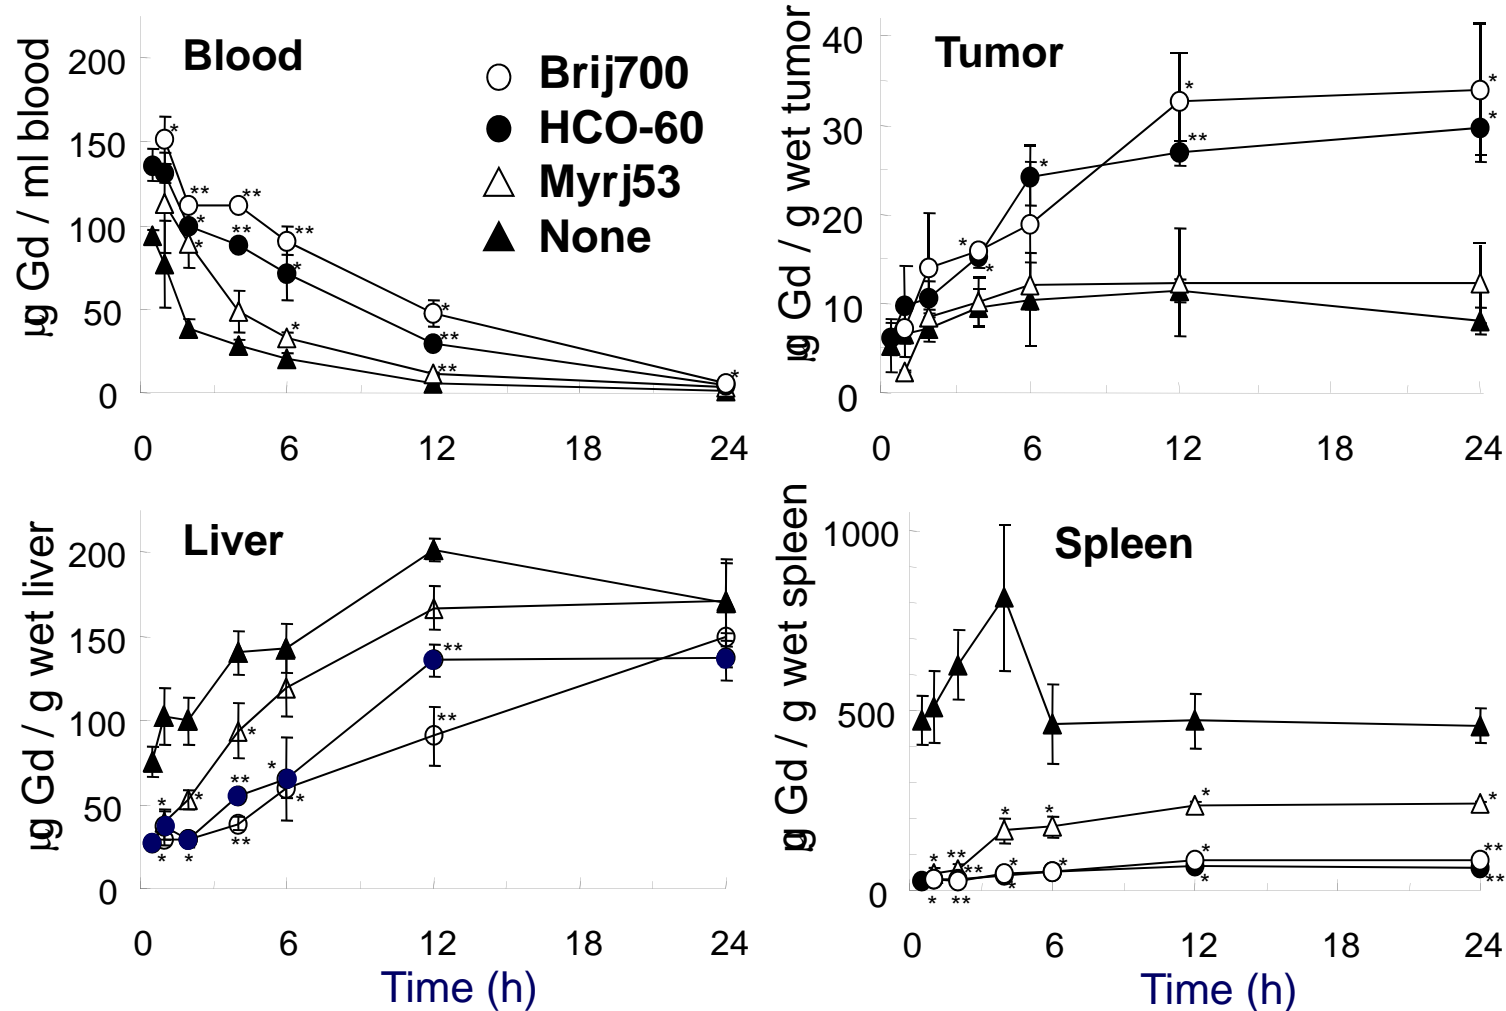 Blood
µg Gd / ml blood
200
150
100
50
0
0 6 12 18 24
Brij700
HCO-60
Myrj53
None
* ** ** ** * *
* ** * **
* * **
Tumor
µg Gd / g wet tumor
40
30
20
10
0
0 6 12 18 24
* * * *
* ** *
Liver
µg Gd / g wet liver
200
150
100
50
0
0 6 12 18 24
Time (h)
* * *
** * **
* * ** * **
Spleen
µg Gd / g wet spleen
1000
500
0
0 6 12 18 24
Time (h)
* ** * * * *
** * * * **
* ** * * **